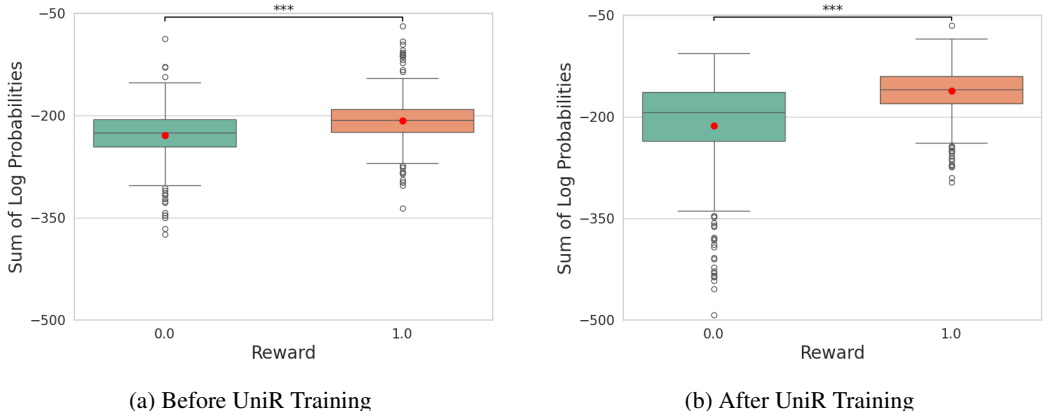 ***
Sum of Log Probabilities
−50
−200
−350
−500
0.0
1.0
Reward
(a) Before UniR Training
***
Sum of Log Probabilities
−50
−200
−350
−500
0.0
1.0
Reward
(b) After UniR Training